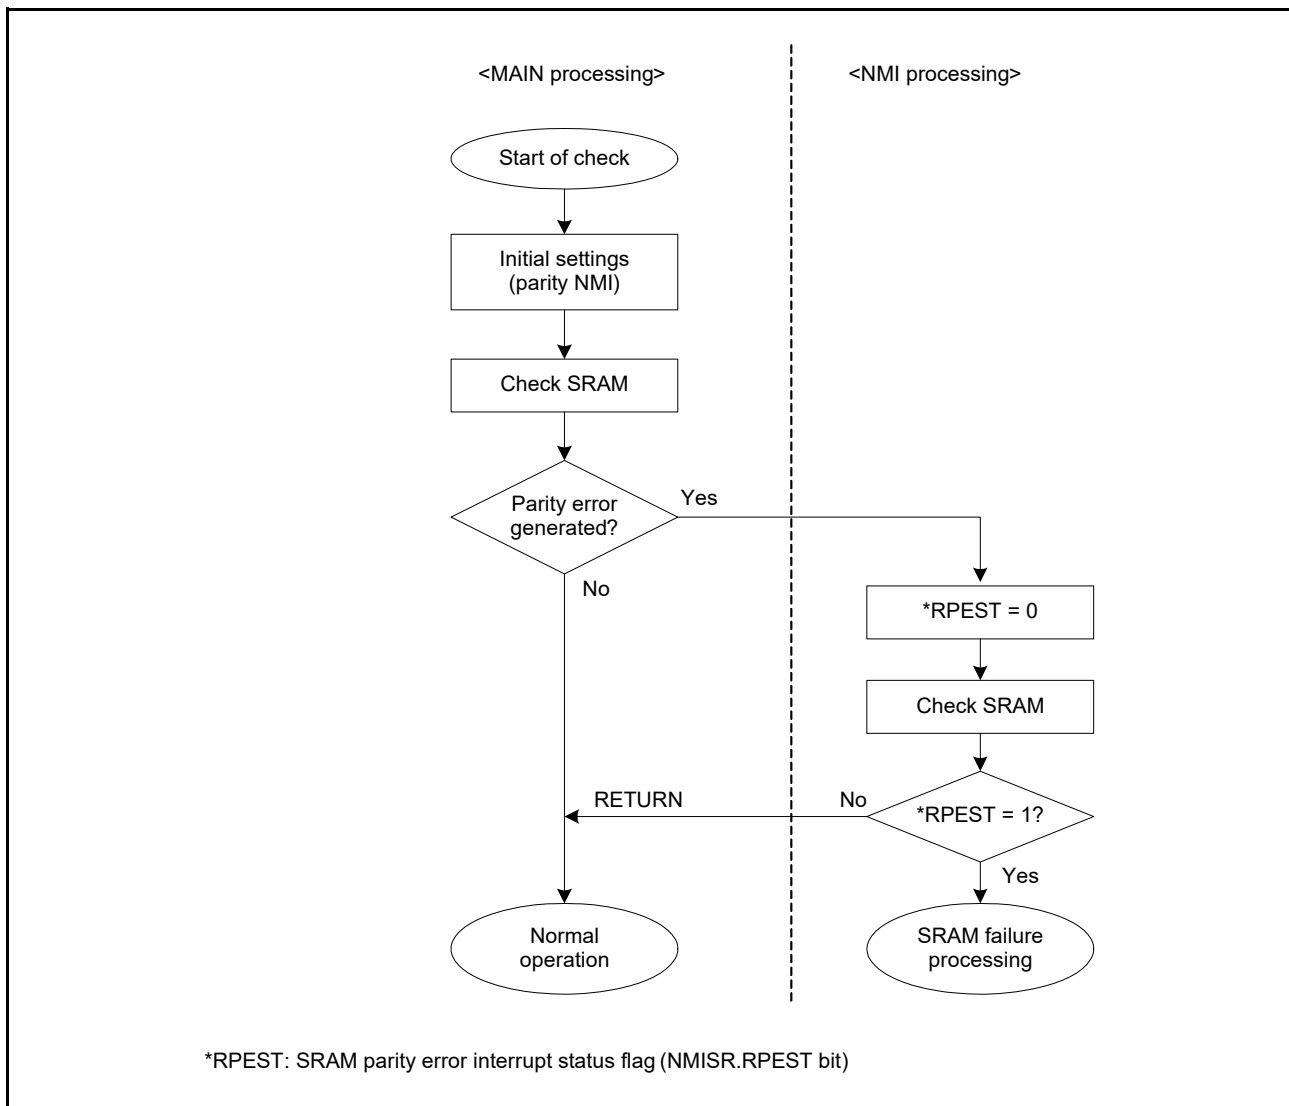 <MAIN processing>
<NMI processing>
Start of check
Initial settings
(parity NMI)
Check SRAM
Parity error
generated?
Yes
No
*RPEST = 0
Check SRAM
*RPEST = 1?
No
RETURN
Yes
Normal
operation
SRAM failure
processing
*RPEST: SRAM parity error interrupt status flag (NMISR.RPEST bit)